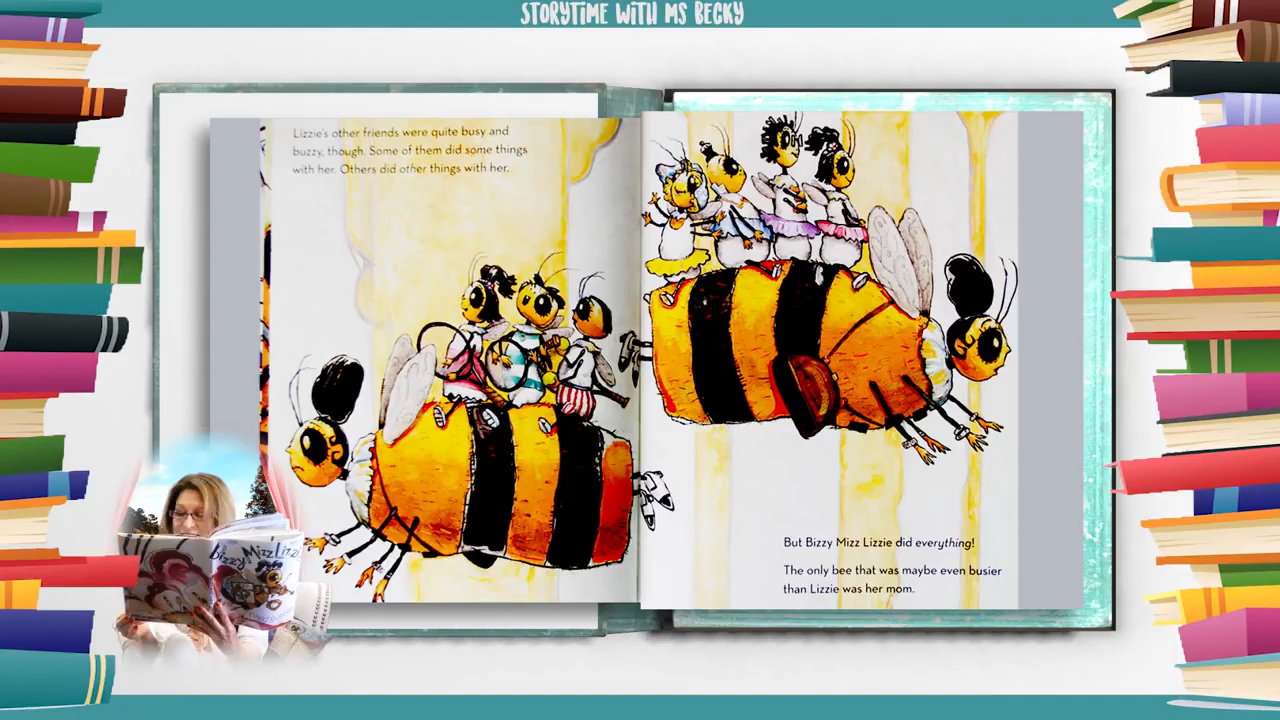 STORYTIME WITH MS BECKY
Lizzie's other friends were quite busy and
buzzy, though. Some of them did some things
with her. Others did other things with her.
But Bizzy Mizz Lizzie did everything!
The only bee that was maybe even busier
than Lizzie was her mom.
Bizzy Mizz Lizzie